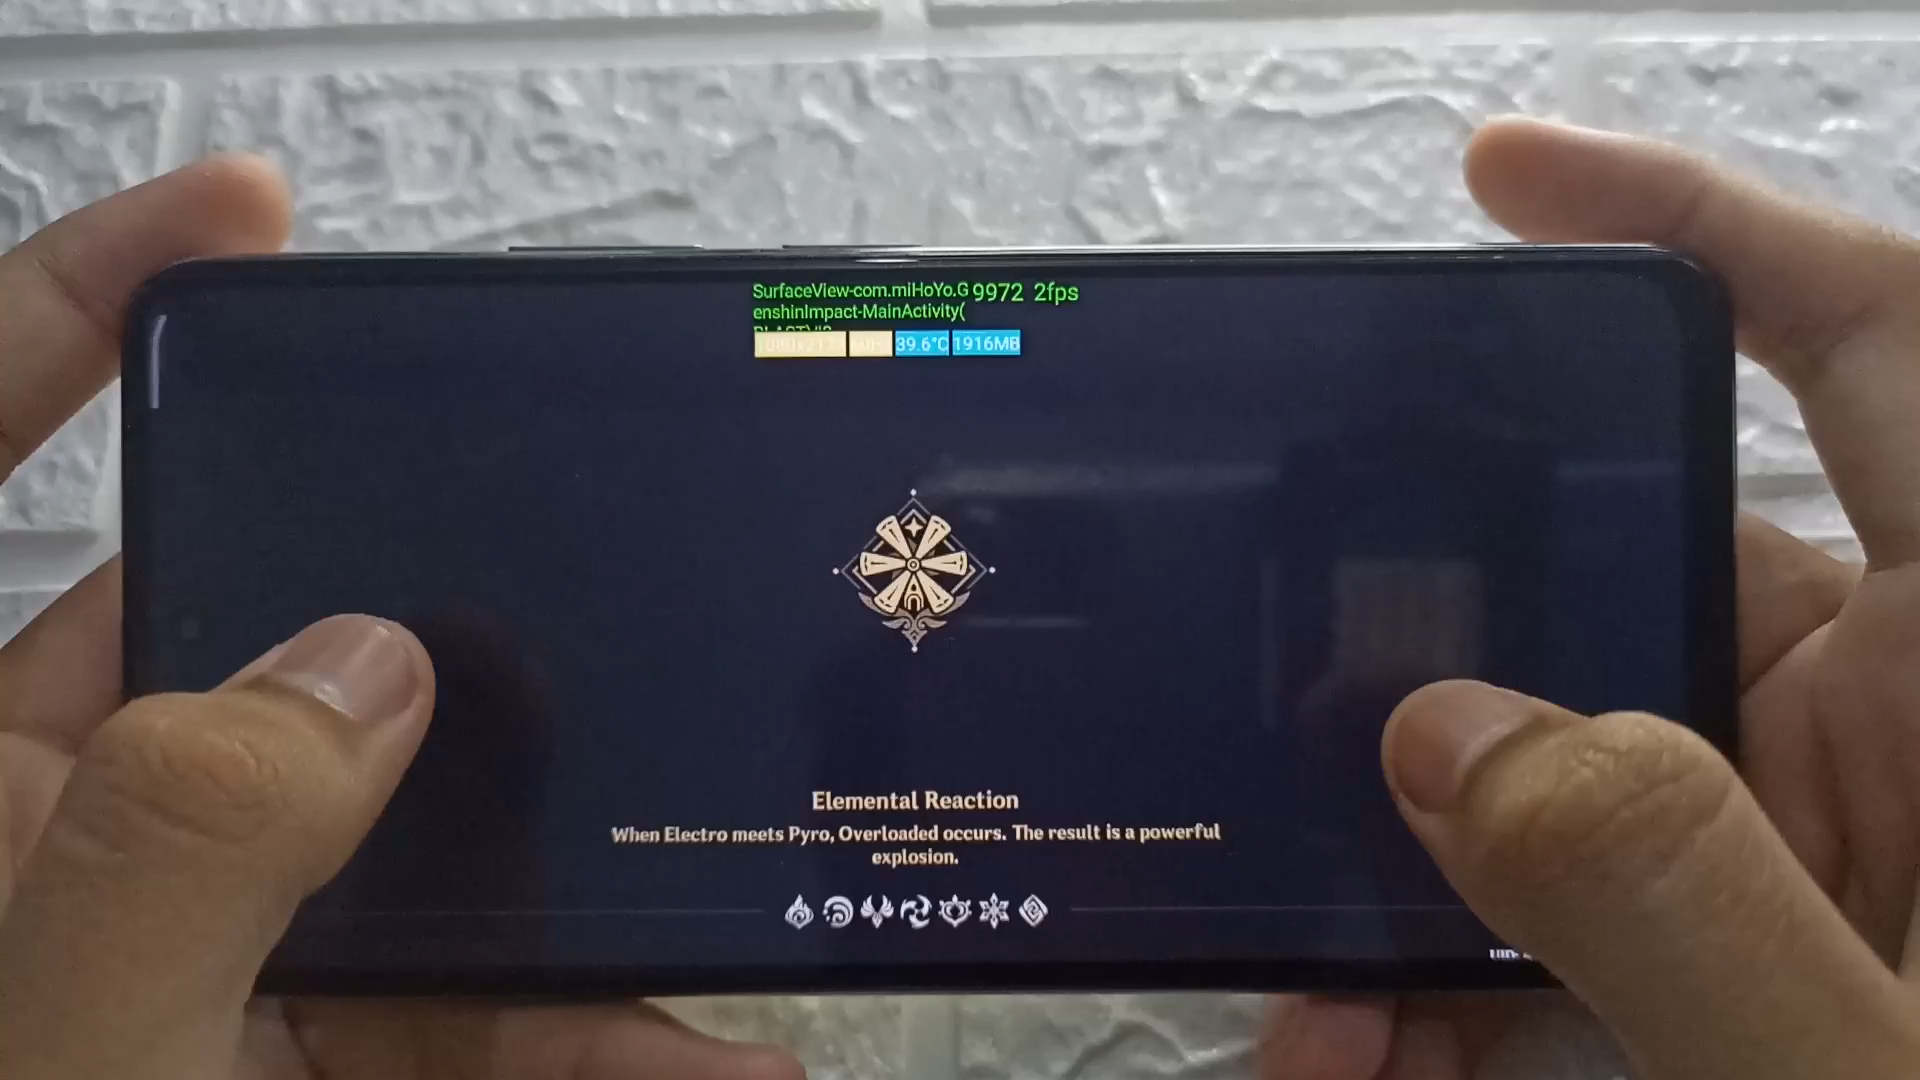 SurfaceView-com.miHoYo.G 9972 2fps
enshinImpact-MainActivity(
39.6°C 1916MB
Elemental Reaction
When Electro meets Pyro, Overloaded occurs. The result is a powerful
explosion.